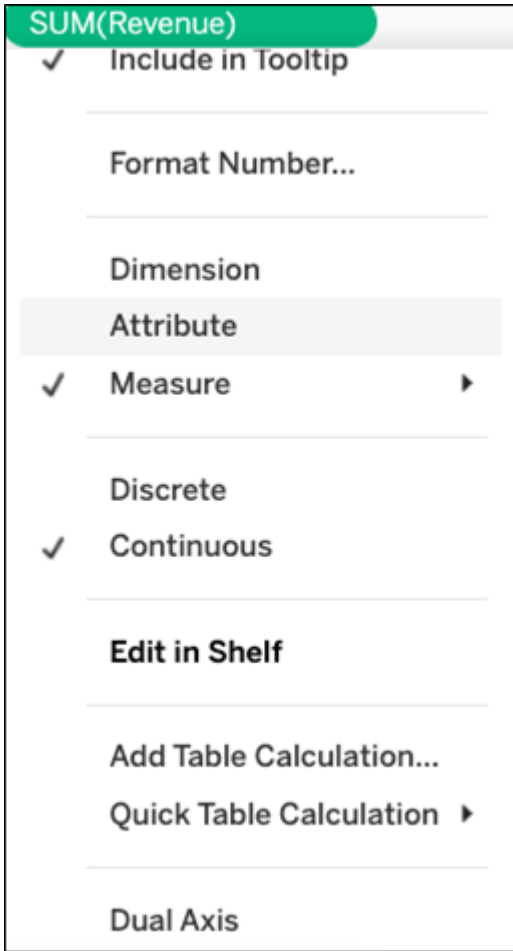 SUM(Revenue)
Include in Tooltip
Format Number...
Dimension
Attribute
Measure
Discrete
Continuous
Edit in Shelf
Add Table Calculation...
Quick Table Calculation
Dual Axis